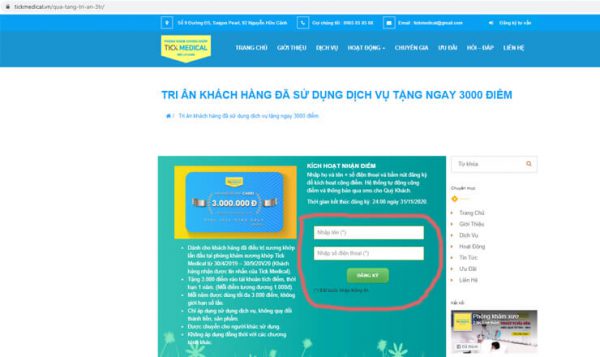 tickmedical.vn/qua-tang-tri-an-3tr/
Số 9 Đường D5, Saigon Pearl, 92 Nguyễn Hữu Cảnh
Gọi chúng tôi :
Email : tickmedical@gmail.com
Đăng ký tư vấn
PHÒNG KHÁM XƯƠNG KHỚP
TICK MEDICAL
TRANG CHỦ GIỚI THIỆU DỊCH VỤ HOẠT ĐỘNG CHUYÊN GIA ƯU ĐÃI HỎI – ĐÁP LIÊN HỆ
TRI ÂN KHÁCH HÀNG ĐÃ SỬ DỤNG DỊCH VỤ TẶNG NGAY 3000 ĐIỂM
/ Tri ân khách hàng đã sử dụng dịch vụ tặng ngay 3000 điểm
3.000.000 Đ
• Dành cho khách hàng đã điều trị xương khớp
lần đầu tại phòng khám xương khớp Tick
Medical từ 30/4/2019 – 30/9/20V20 (Khách
hàng nhận được tin nhắn của Tick Medical).
• Tặng 3.000 điểm vào tài khoản tích điểm, thời
hạn 1 năm. (Mỗi điểm tương đương 1.000đ)
• Mỗi năm được dùng tối đa 3.000 điểm, không
giới hạn số lần.
• Chỉ áp dụng sử dụng dịch vụ, không quy đổi
thành tiền, sản phẩm.
• Được chuyển cho người khác sử dụng.
• Không áp dụng đồng thời với các chương
KÍCH HOẠT NHẬN ĐIỂM
Nhập họ và tên + số điện thoại và bấm nút đăng ký
để kích hoạt cộng điểm. Hệ thống tự động cộng
điểm và thông báo qua sms cho Quý Khách.
Thời gian kết thúc đăng ký: 24:00 ngày 31/10/2020.
Nhập tên (*)
Nhập số điện thoại (*)
ĐĂNG KÝ
(*) Bắt buộc nhập thông tin
Từ khóa
Chuyên mục
Trang Chủ
Giới Thiệu
Dịch Vụ
Hoạt Động
Tin Tức
Ưu Đãi
Liên Hệ
Kết nối
Phòng khám xươ
Đã thích